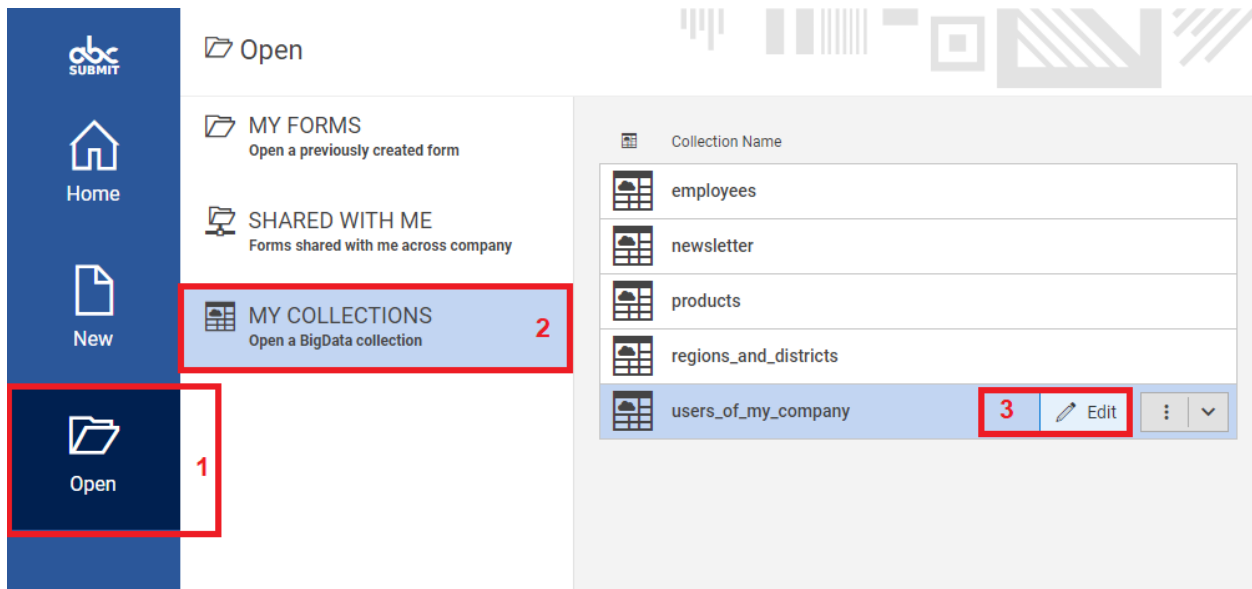 abc
SUBMIT
Home
New
Open
1
Open
MY FORMS
Open a previously created form
SHARED WITH ME
Forms shared with me across company
MY COLLECTIONS
Open a BigData collection
2
Collection Name
employees
newsletter
products
regions_and_districts
users_of_my_company
3
Edit